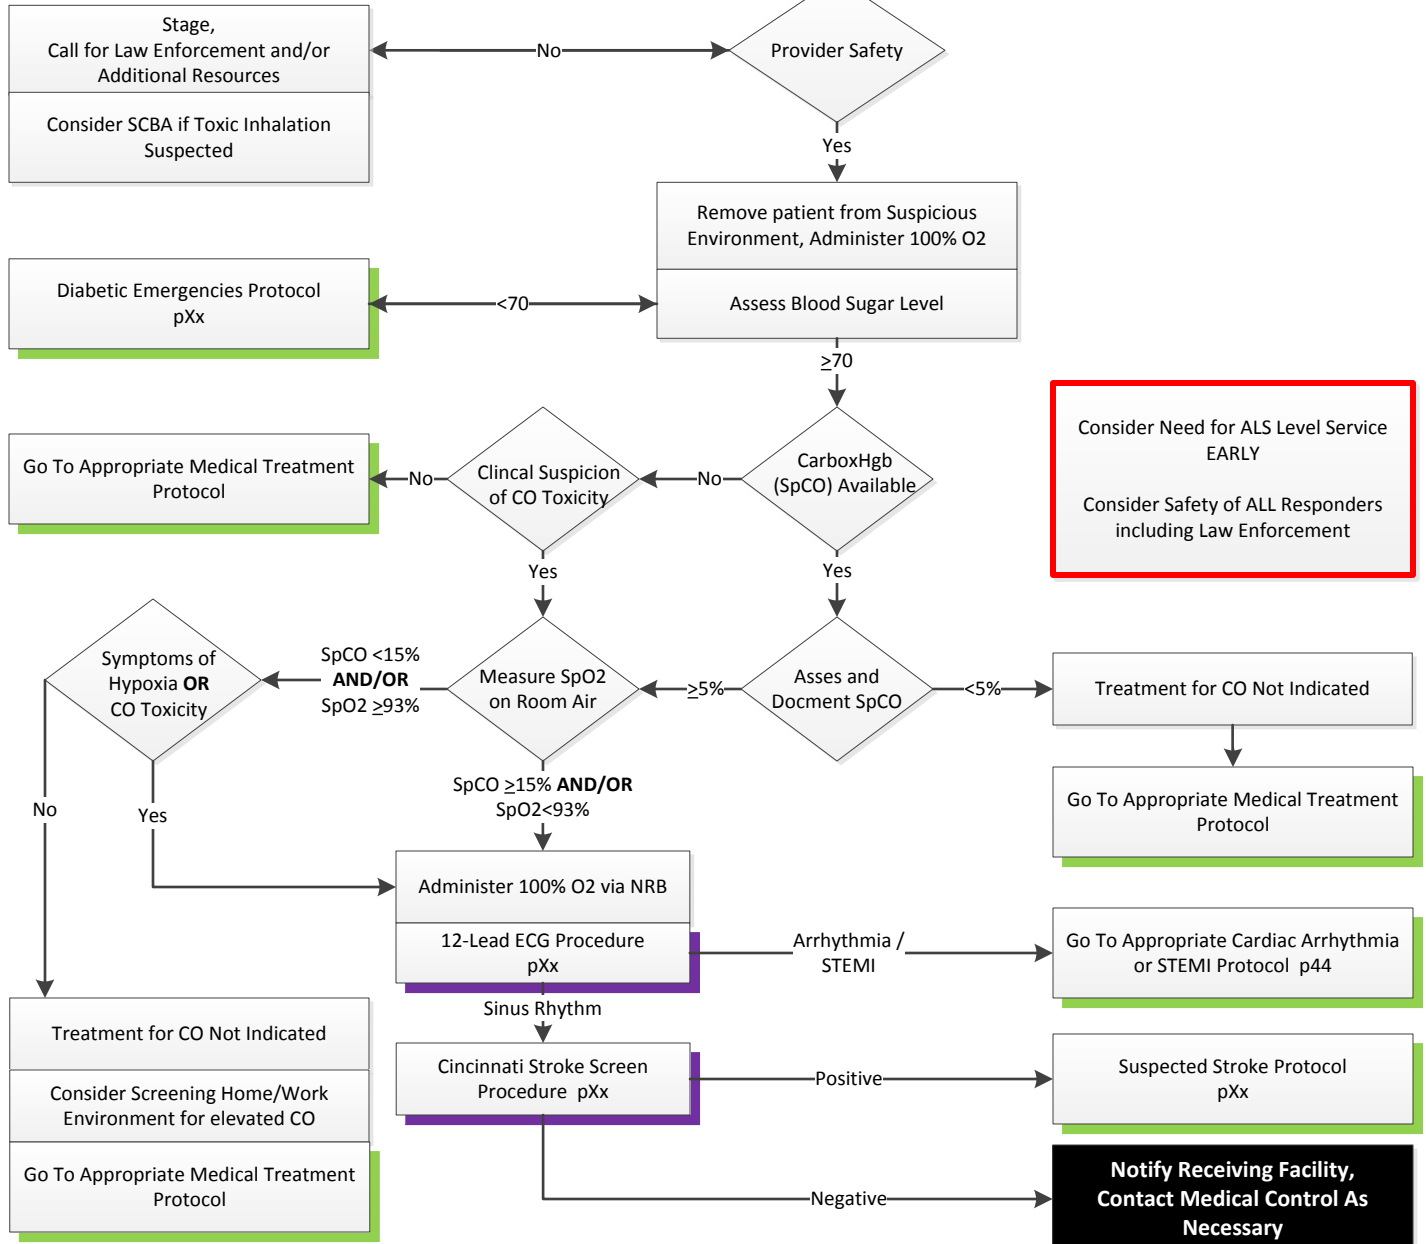 Stage,
Call for Law Enforcement and/or
Additional Resources
Consider SCBA if Toxic Inhalation
Suspected
No
Provider Safety
Yes
Remove patient from Suspicious
Environment, Administer 100% O2
Assess Blood Sugar Level
<70
Diabetic Emergencies Protocol
pXx
≥70
Consider Need for ALS Level Service
EARLY
Consider Safety of ALL Responders
including Law Enforcement
CarboxHgb
(SpCO) Available
No
Clincal Suspicion
of CO Toxicity
No
Go To Appropriate Medical Treatment
Protocol
Yes
Yes
Asses and
Docment SpCO
<5%
Treatment for CO Not Indicated
Go To Appropriate Medical Treatment
Protocol
≥5%
Measure SpO2
on Room Air
SpCO <15%
AND/OR
SpO2 ≥93%
Symptoms of
Hypoxia OR
CO Toxicity
No
Yes
SpCO ≥15% AND/OR
SpO2<93%
Administer 100% O2 via NRB
12-Lead ECG Procedure
pXx
Arrhythmia /
STEMI
Go To Appropriate Cardiac Arrhythmia
or STEMI Protocol p44
Sinus Rhythm
Cincinnati Stroke Screen
Procedure pXx
Positive
Suspected Stroke Protocol
pXx
Negative
Notify Receiving Facility,
Contact Medical Control As
Necessary
Treatment for CO Not Indicated
Consider Screening Home/Work
Environment for elevated CO
Go To Appropriate Medical Treatment
Protocol